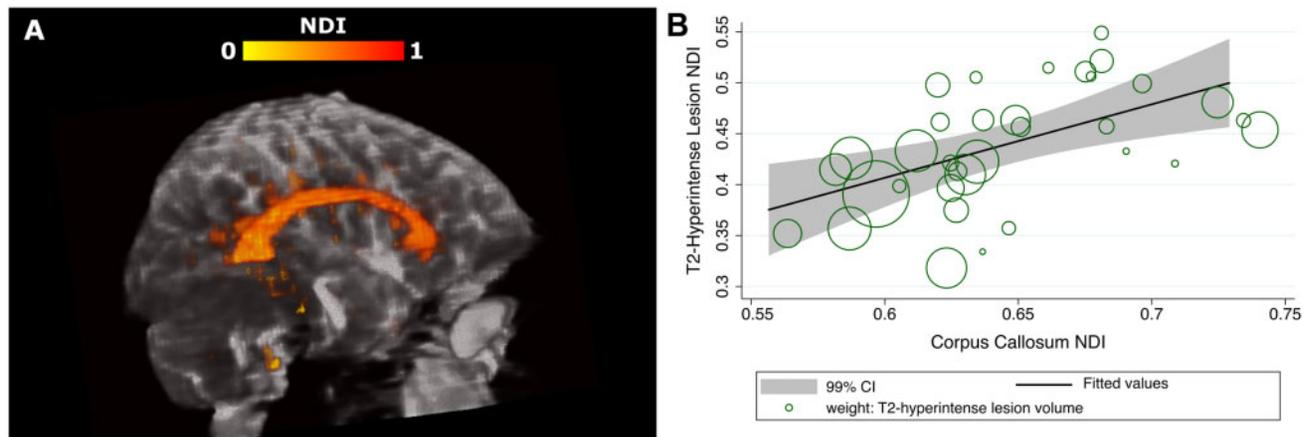 A
NDI
0 1
B
T2-Hyperintense Lesion NDI
0.55
0.5
0.45
0.4
0.35
0.3
0.55 0.6 0.65 0.7 0.75
Corpus Callosum NDI
99% CI Fitted values
weight: T2-hyperintense lesion volume